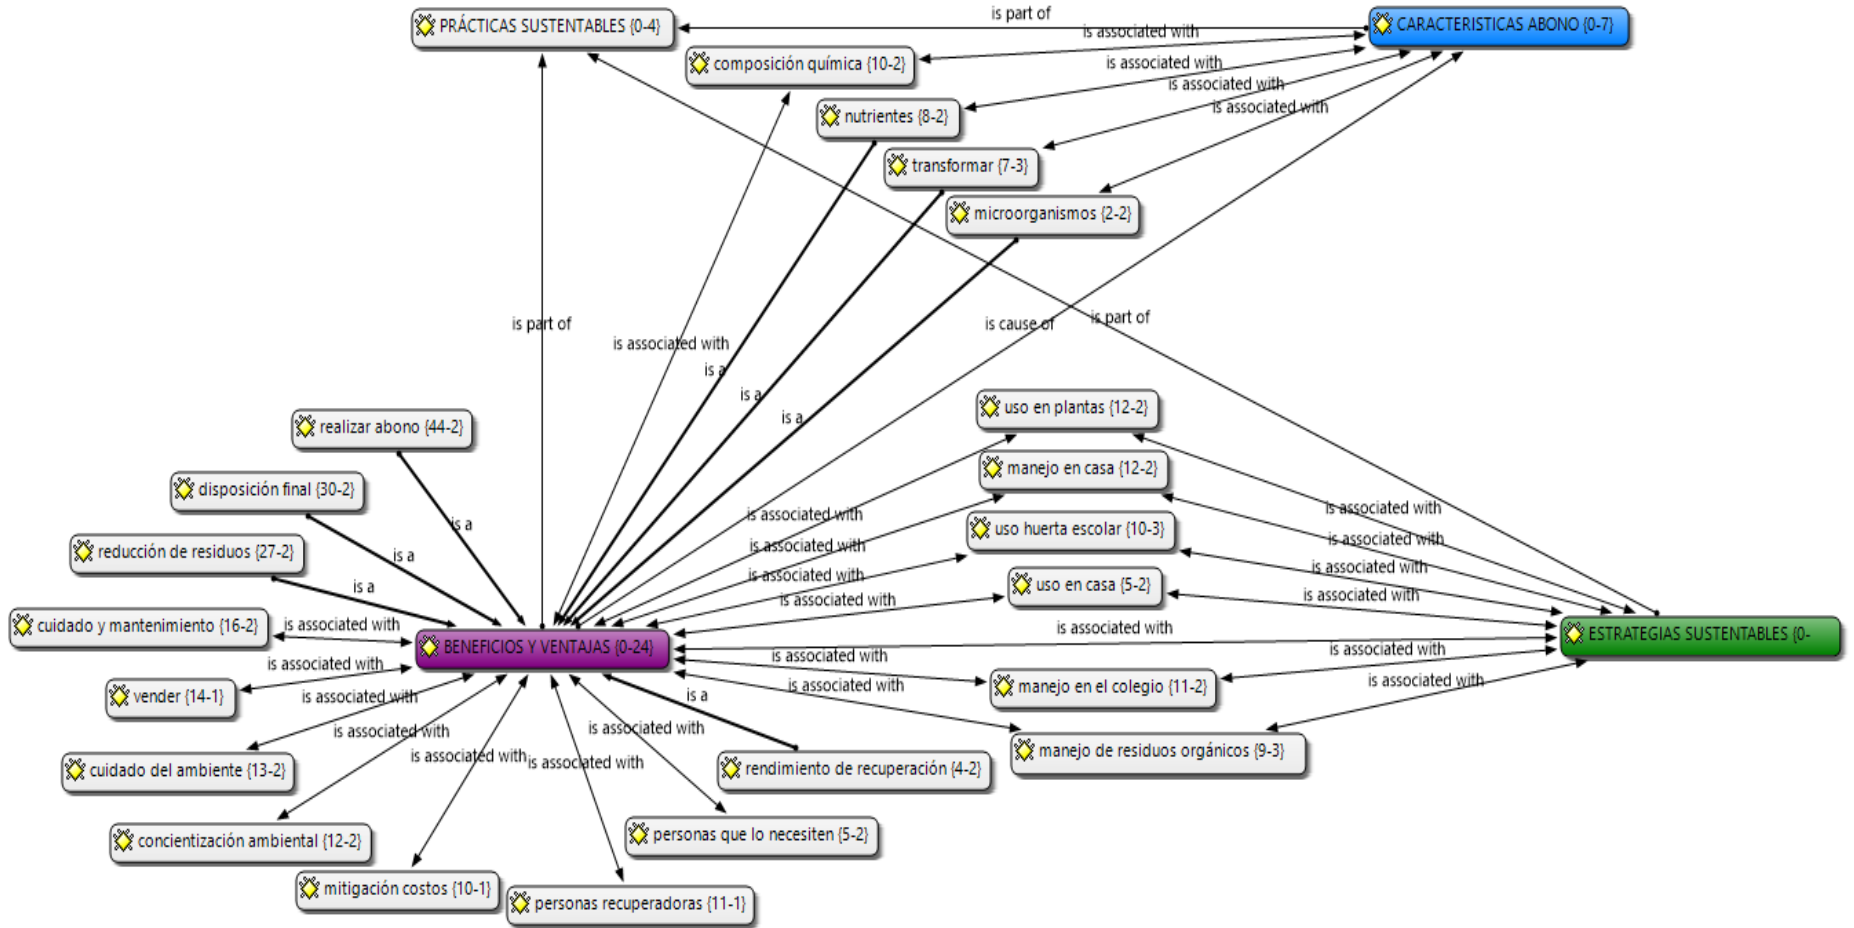 PRÁCTICAS SUSTENTABLES {0-4}
is part of
CARACTERISTICAS ABONO {0-7}
is associated with
composición química {10-2}
is associated with
is associated with
nutrientes {8-2}
is associated with
transformar {7-3}
microorganismos {2-2}
is part of
is associated with
is cause of
is part of
is a
is a
is a
realizar abono {44-2}
uso en plantas {12-2}
disposición final {30-2}
manejo en casa {12-2}
is a
is associated with
is associated with
reducción de residuos {27-2}
is a
uso huerta escolar {10-3}
is associated with
is associated with
is a
is associated with
is associated with
uso en casa {5-2}
is associated with
is associated with
cuidado y mantenimiento {16-2}
is associated with
BENEFICIOS Y VENTAJAS {0-24}
is associated with
ESTRATEGIAS SUSTENTABLES {0-
is associated with
is associated with
is associated with
vender {14-1}
is associated with
is a
is associated with
manejo en el colegio {11-2}
is associated with
is associated with
is associated with
is associated with
is associated with
manejo de residuos orgánicos {9-3}
cuidado del ambiente {13-2}
rendimiento de recuperación {4-2}
concientización ambiental {12-2}
personas que lo necesiten {5-2}
mitigación costos {10-1}
personas recuperadoras {11-1}